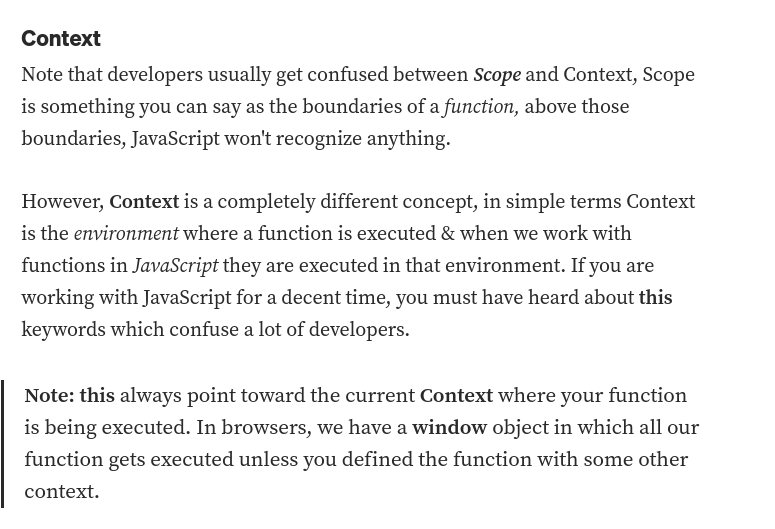 Context
Note that developers usually get confused between Scope and Context, Scope
is something you can say as the boundaries of a function, above those
boundaries, JavaScript won't recognize anything.
However, Context is a completely different concept, in simple terms Context
is the environment where a function is executed & when we work with
functions in JavaScript they are executed in that environment. If you are
working with JavaScript for a decent time, you must have heard about this
keywords which confuse a lot of developers.
Note: this always point toward the current Context where your function
is being executed. In browsers, we have a window object in which all our
function gets executed unless you defined the function with some other
context.